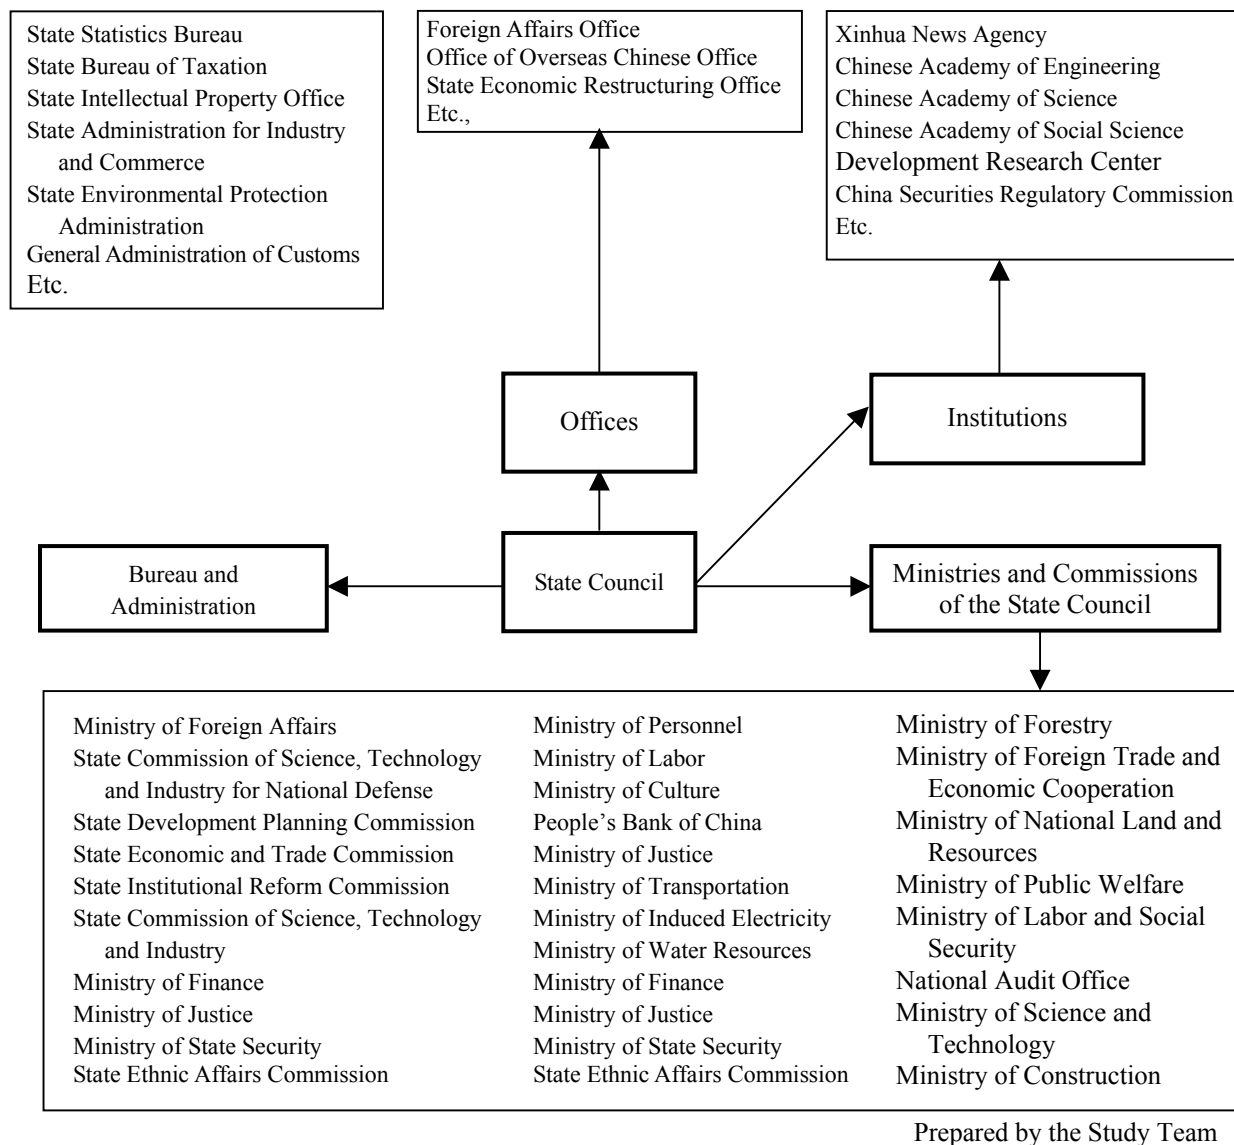 State Statistics Bureau
State Bureau of Taxation
State Intellectual Property Office
State Administration for Industry
and Commerce
State Environmental Protection
Administration
General Administration of Customs
Etc.
Foreign Affairs Office
Office of Overseas Chinese Office
State Economic Restructuring Office
Etc.,
Xinhua News Agency
Chinese Academy of Engineering
Chinese Academy of Science
Chinese Academy of Social Science
Development Research Center
China Securities Regulatory Commission
Etc.
Offices
Institutions
Bureau and
Administration
State Council
Ministries and Commissions
of the State Council
Ministry of Foreign Affairs
State Commission of Science, Technology
and Industry for National Defense
State Development Planning Commission
State Economic and Trade Commission
State Institutional Reform Commission
State Commission of Science, Technology
and Industry
Ministry of Finance
Ministry of Justice
Ministry of State Security
State Ethnic Affairs Commission
Ministry of Personnel
Ministry of Labor
Ministry of Culture
People’s Bank of China
Ministry of Justice
Ministry of Transportation
Ministry of Induced Electricity
Ministry of Water Resources
Ministry of Finance
Ministry of Justice
Ministry of State Security
State Ethnic Affairs Commission
Ministry of Forestry
Ministry of Foreign Trade and
Economic Cooperation
Ministry of National Land and
Resources
Ministry of Public Welfare
Ministry of Labor and Social
Security
National Audit Office
Ministry of Science and
Technology
Ministry of Construction
Prepared by the Study Team